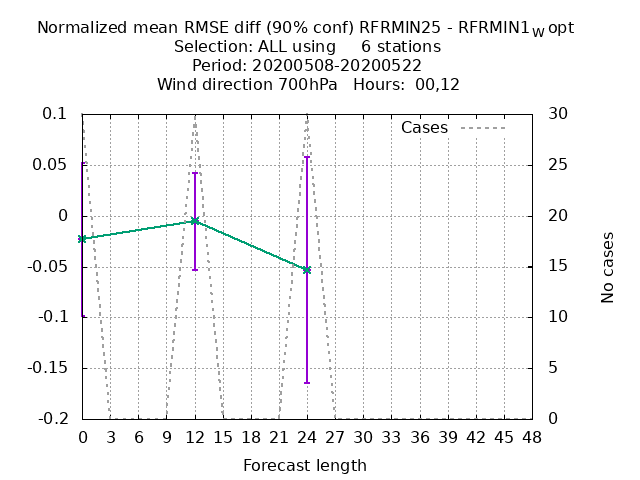 Normalized mean RMSE diff (90% conf) RFRMIN25 - RFRMIN1W opt
Selection: ALL using 6 stations
Period: 20200508-20200522
Wind direction 700hPa Hours: 00,12
0.1
0.05
0
-0.05
-0.1
-0.15
-0.2
Cases
30
25
20
15
10
5
0
No cases
0 3 6 9 12 15 18 21 24 27 30 33 36 39 42 45 48
Forecast length